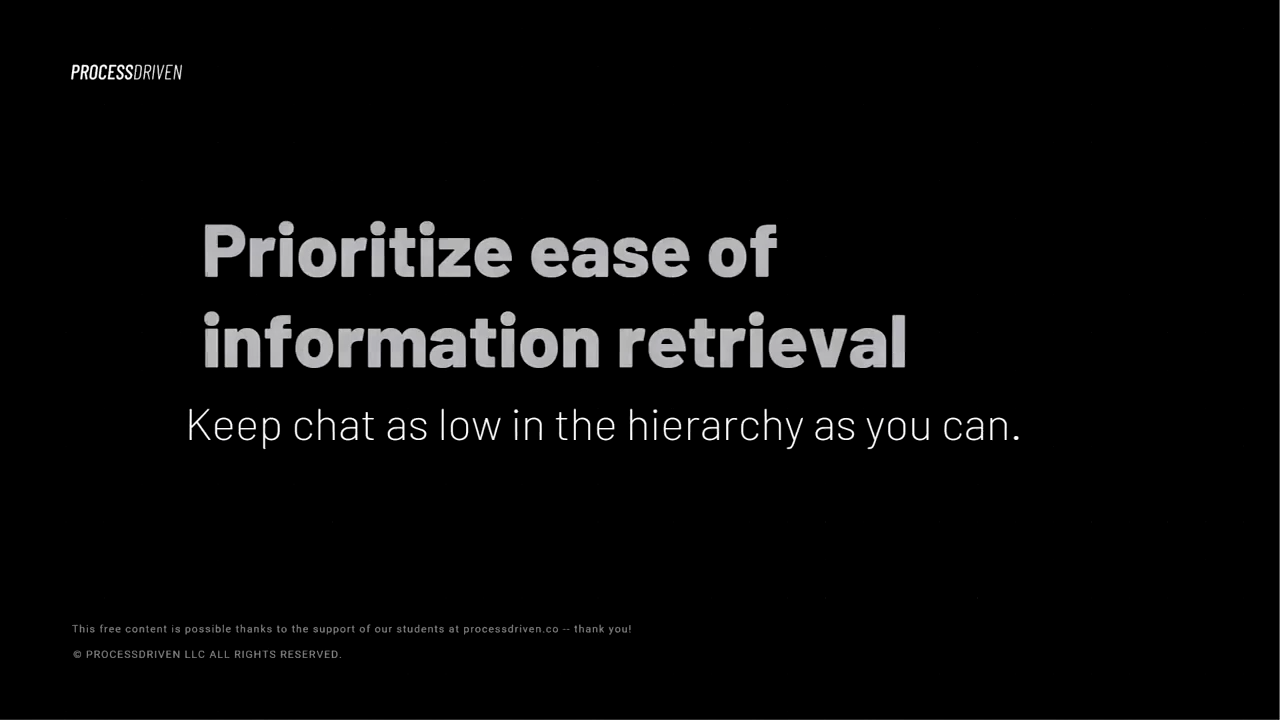 PROCESSDRIVEN
Prioritize ease of
information retrieval
Keep chat as low in the hierarchy as you can.
This free content is possible thanks to the support of our students at processdriven.co -- thank you!
© PROCESSDRIVEN LLC ALL RIGHTS RESERVED.